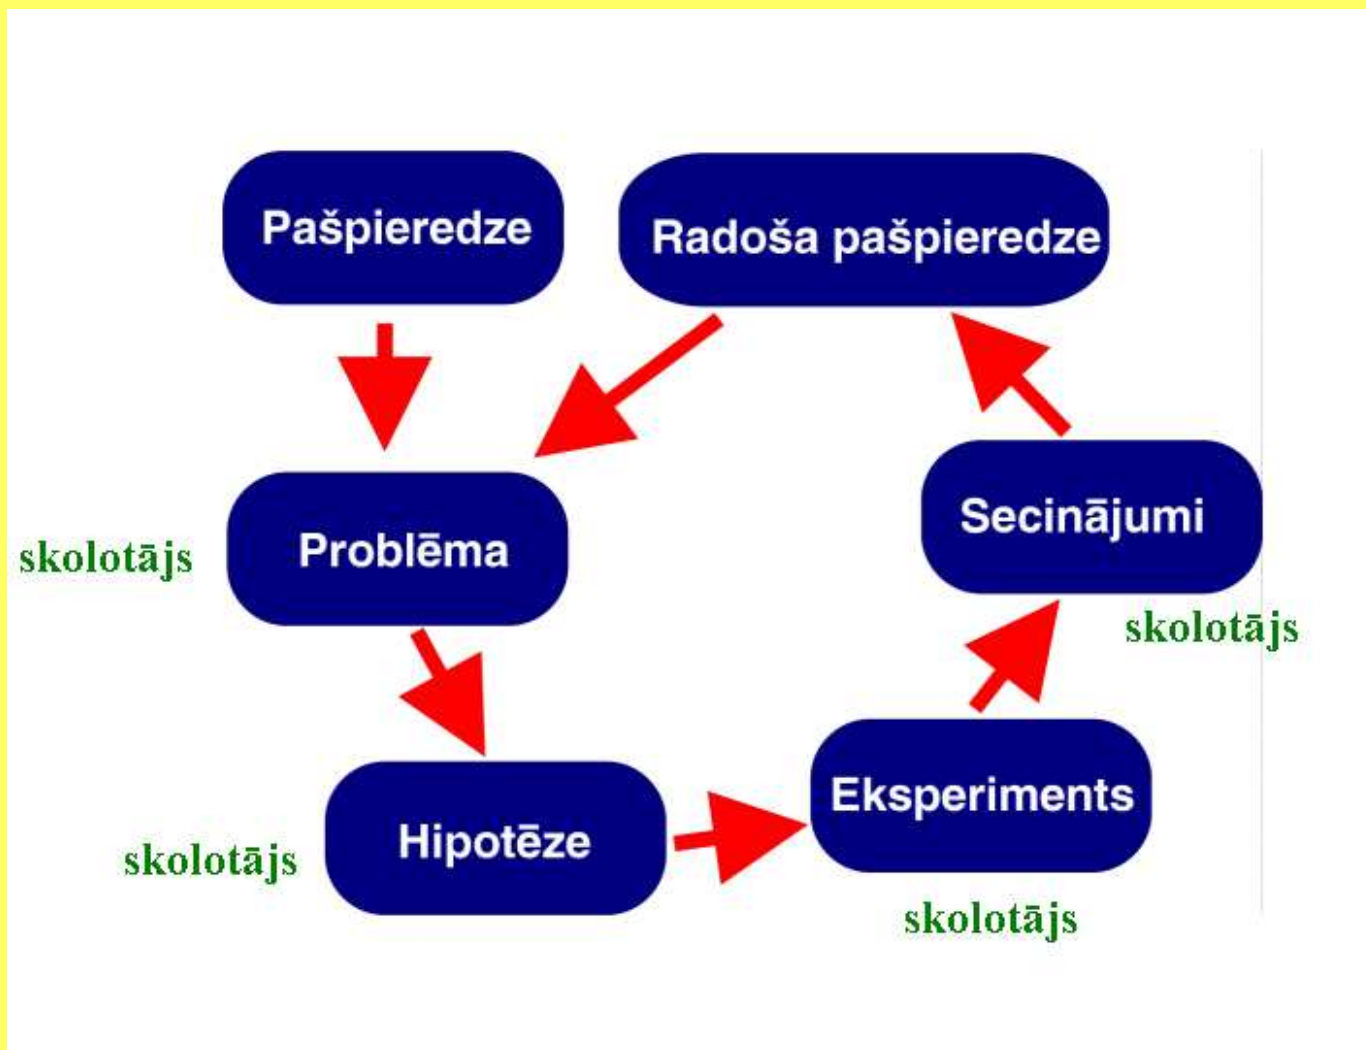 Pašpieredze
Radoša pašpieredze
Problēma
skolotājs
Secinājumi
skolotājs
Hipotēze
skolotājs
Eksperiments
skolotājs